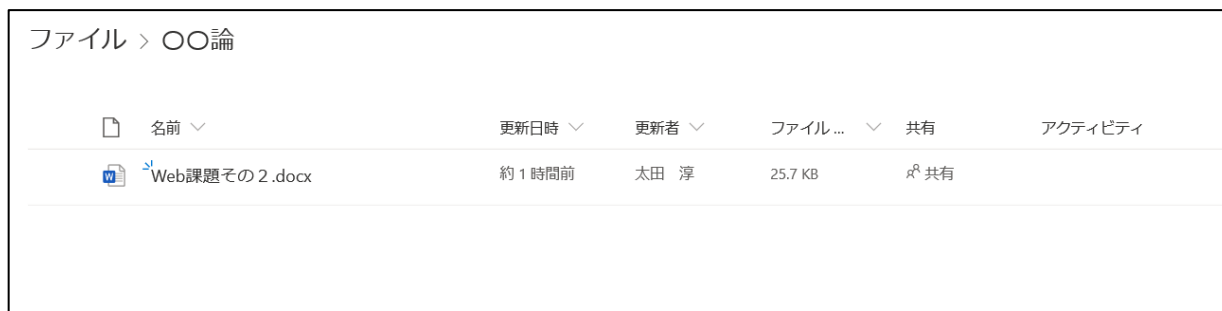 ファイル > 〇〇論
名前 更新日時 更新者 ファイル ... 共有 アクティビティ
Web課題その２.docx 約 1 時間前 太田　淳 25.7 KB 共有